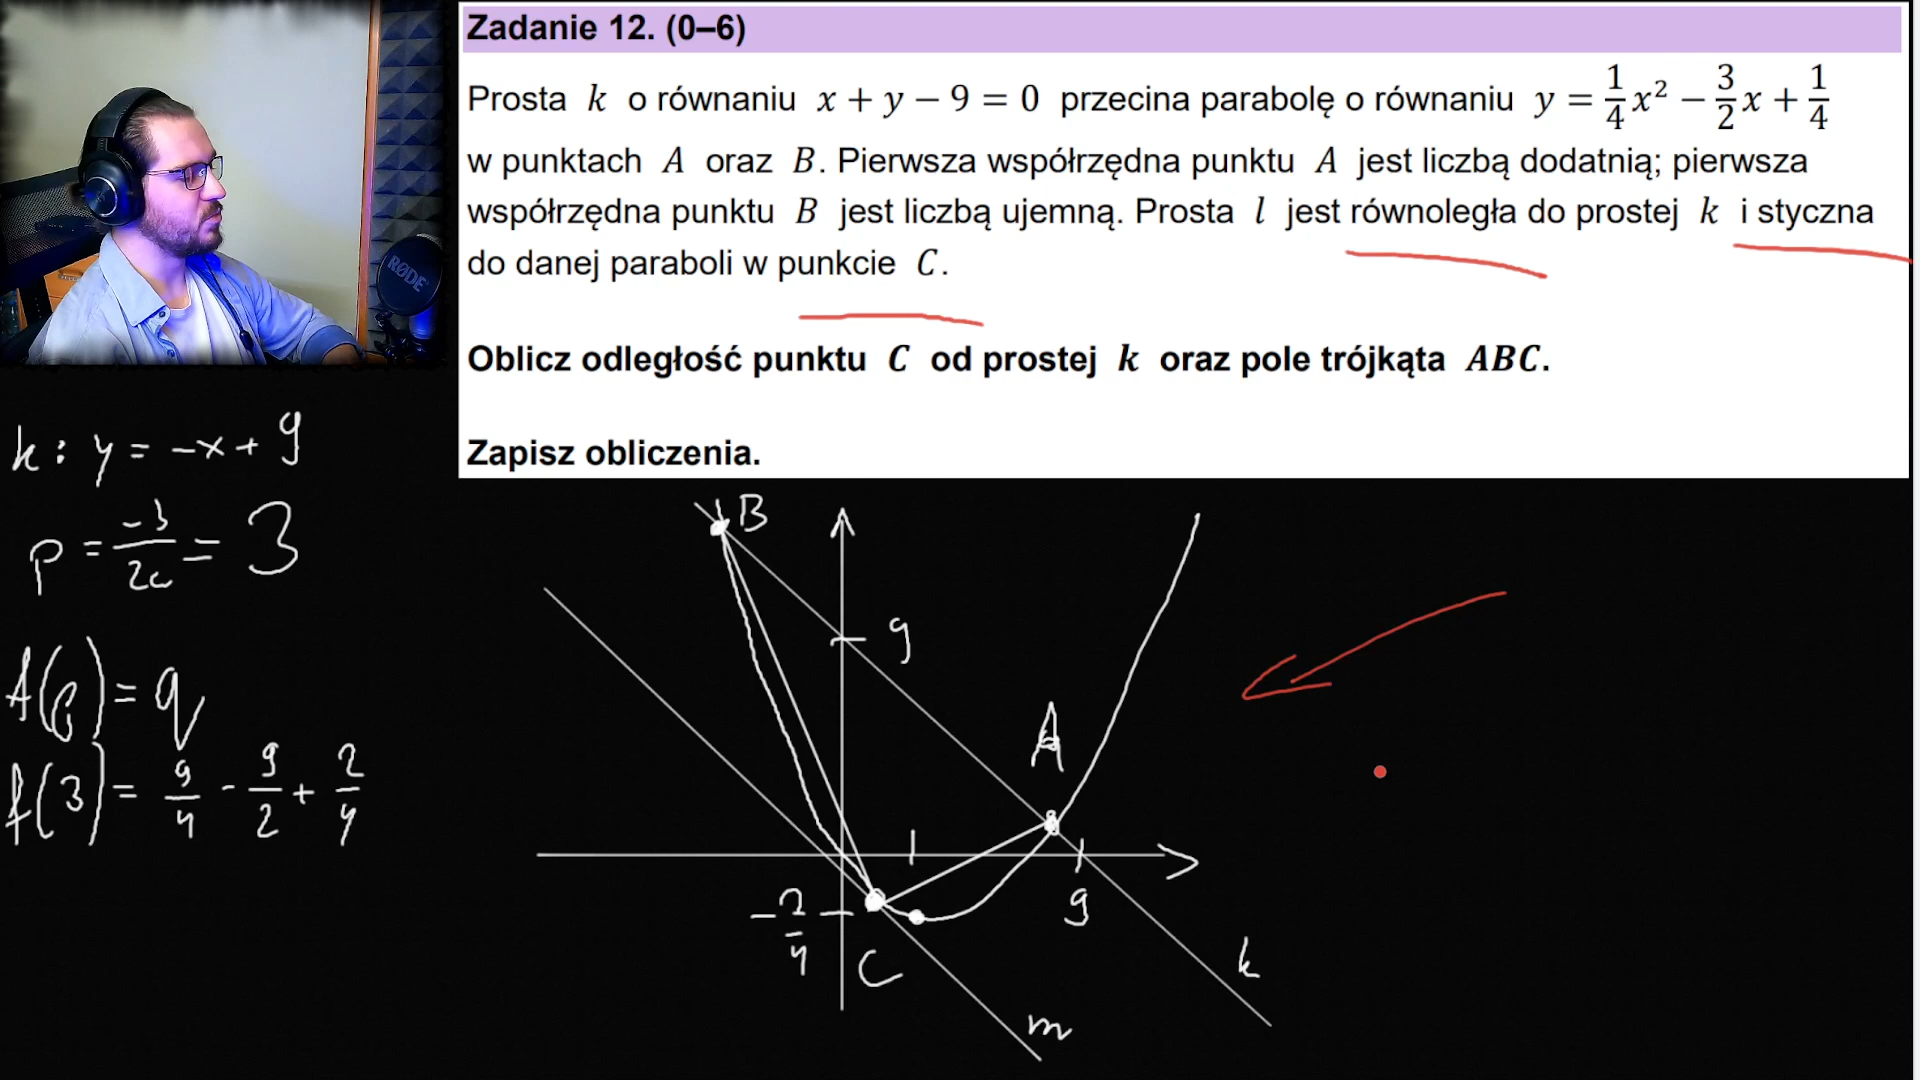 Zadanie 12. (0–6)
Prosta k o równaniu x + y − 9 = 0 przecina parabolę o równaniu y = 1/4 x² − 3/2 x + 1/4
w punktach A oraz B. Pierwsza współrzędna punktu A jest liczbą dodatnią; pierwsza
współrzędna punktu B jest liczbą ujemną. Prosta l jest równoległa do prostej k i styczna
do danej paraboli w punkcie C.
Oblicz odległość punktu C od prostej k oraz pole trójkąta ABC.
Zapisz obliczenia.
RØDE
k: y = −x + 9
p = −b/2a = 3
f(p) = q
f(3) = 9/4 − 9/2 + 2/4
B
9
A
1
9
−7/4
C
k
m